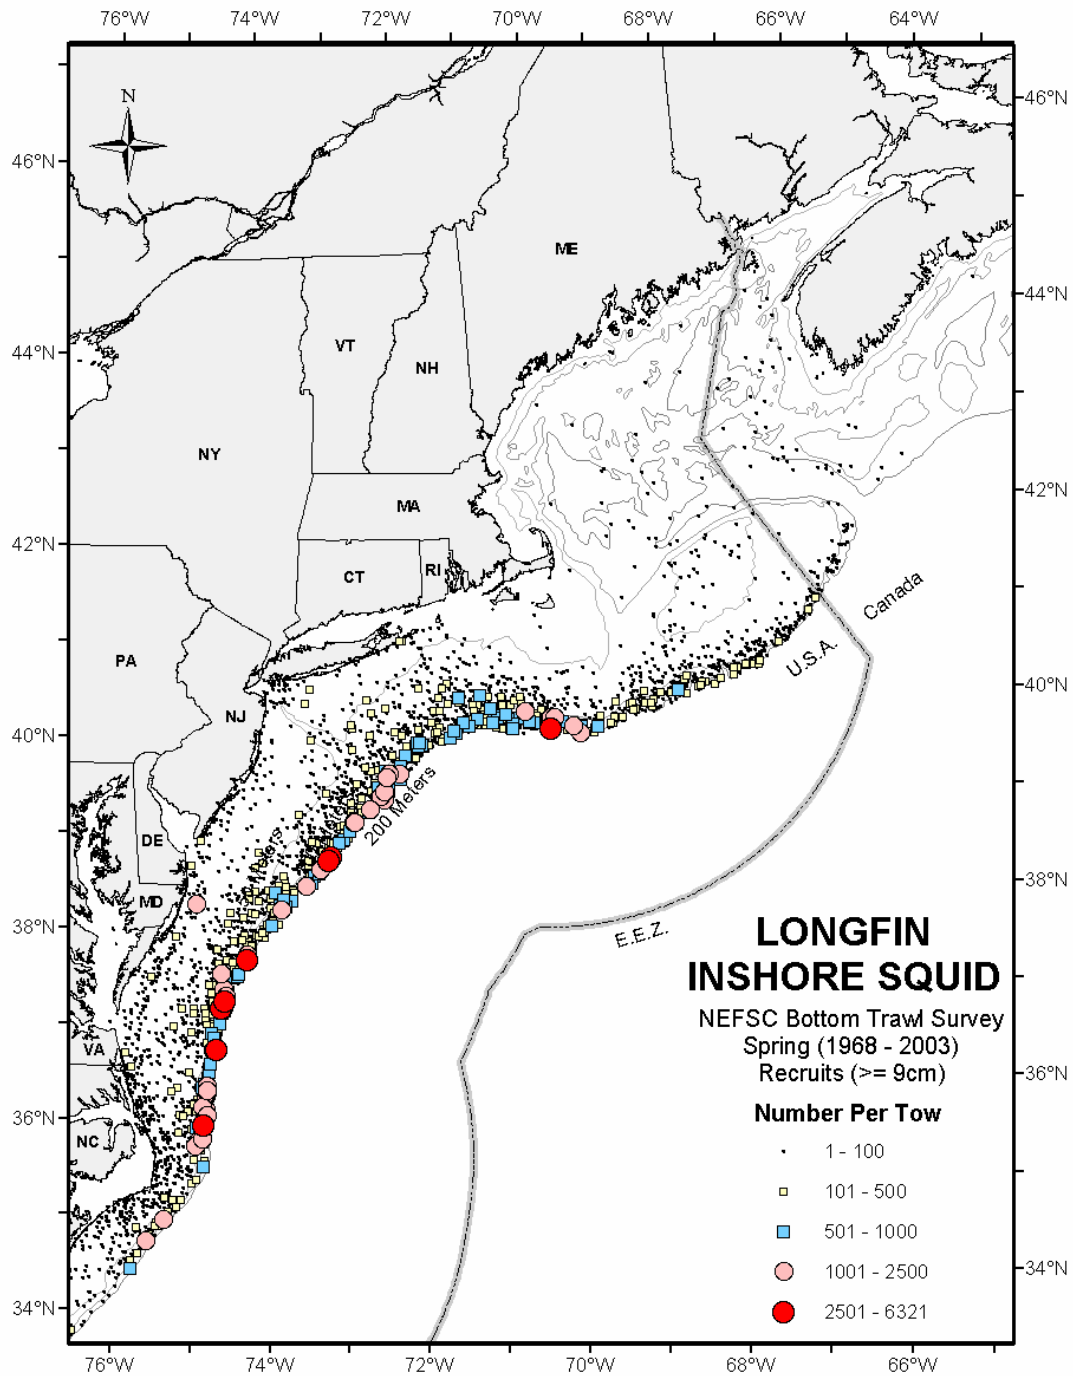 76°W 74°W 72°W 70°W 68°W 66°W 64°W
N
46°N
46°N
ME
44°N
44°N
VT
NH
NY
MA
42°N
42°N
CT
RI
Canada
U.S.A.
PA
40°N
40°N
NJ
200 Meters
DE
MD
38°N
38°N
E.E.Z.
LONGFIN
INSHORE SQUID
NEFSC Bottom Trawl Survey
Spring (1968 - 2003)
Recruits (>= 9cm)
VA
36°N
36°N
NC
Number Per Tow
1 - 100
101 - 500
501 - 1000
1001 - 2500
2501 - 6321
34°N
34°N
76°W 74°W 72°W 70°W 68°W 66°W